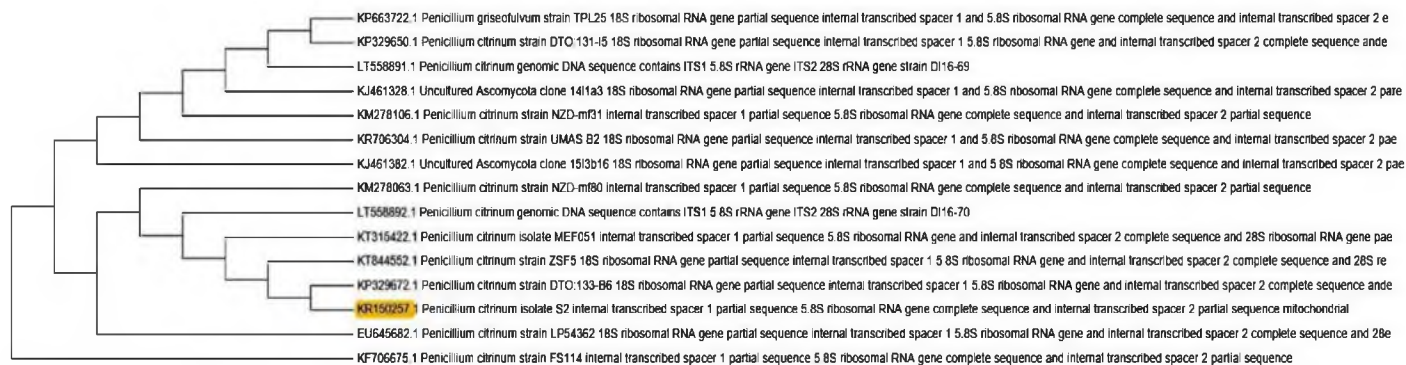 KP663722.1 Penicillium griseofulvum strain TPL25 18S ribosomal RNA gene partial sequence internal transcribed spacer 1 and 5.8S ribosomal RNA gene complete sequence and internal transcribed spacer 2 e
KP329650.1 Penicillium citrinum strain DTO:131-I5 18S ribosomal RNA gene partial sequence internal transcribed spacer 1 5.8S ribosomal RNA gene and internal transcribed spacer 2 complete sequence ande
LT558891.1 Penicillium citrinum genomic DNA sequence contains ITS1 5.8S rRNA gene ITS2 28S rRNA gene strain DI16-69
KJ461328.1 Uncultured Ascomycota clone 14I1a3 18S ribosomal RNA gene partial sequence internal transcribed spacer 1 and 5.8S ribosomal RNA gene complete sequence and internal transcribed spacer 2 pare
KM278106.1 Penicillium citrinum strain NZD-mf31 internal transcribed spacer 1 partial sequence 5.8S ribosomal RNA gene complete sequence and internal transcribed spacer 2 partial sequence
KR706304.1 Penicillium citrinum strain UMAS B2 18S ribosomal RNA gene partial sequence internal transcribed spacer 1 and 5.8S ribosomal RNA gene complete sequence and internal transcribed spacer 2 pae
KJ461382.1 Uncultured Ascomycota clone 15I3b16 18S ribosomal RNA gene partial sequence internal transcribed spacer 1 and 5.8S ribosomal RNA gene complete sequence and internal transcribed spacer 2 pae
KM278063.1 Penicillium citrinum strain NZD-mf80 internal transcribed spacer 1 partial sequence 5.8S ribosomal RNA gene complete sequence and internal transcribed spacer 2 partial sequence
LT558892.1 Penicillium citrinum genomic DNA sequence contains ITS1 5.8S rRNA gene ITS2 28S rRNA gene strain DI16-70
KT315422.1 Penicillium citrinum isolate MEF051 internal transcribed spacer 1 partial sequence 5.8S ribosomal RNA gene and internal transcribed spacer 2 complete sequence and 28S ribosomal RNA gene pae
KT844552.1 Penicillium citrinum strain ZSF5 18S ribosomal RNA gene partial sequence internal transcribed spacer 1 5.8S ribosomal RNA gene and internal transcribed spacer 2 complete sequence and 28S re
KP329672.1 Penicillium citrinum strain DTO:133-B6 18S ribosomal RNA gene partial sequence internal transcribed spacer 1 5.8S ribosomal RNA gene and internal transcribed spacer 2 complete sequence ande
KR150257.1 Penicillium citrinum isolate S2 internal transcribed spacer 1 partial sequence 5.8S ribosomal RNA gene complete sequence and internal transcribed spacer 2 partial sequence mitochondrial
EU645682.1 Penicillium citrinum strain LP54362 18S ribosomal RNA gene partial sequence internal transcribed spacer 1 5.8S ribosomal RNA gene and internal transcribed spacer 2 complete sequence and 28e
KF706675.1 Penicillium citrinum strain FS114 internal transcribed spacer 1 partial sequence 5.8S ribosomal RNA gene complete sequence and internal transcribed spacer 2 partial sequence